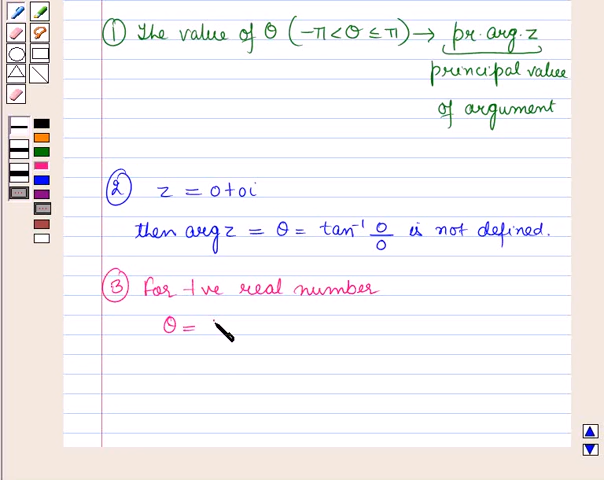 ① The value of θ (-π < θ ≤ π) → pr. arg. z
principal value
of argument
② z = 0+0i
then arg z = θ = tan⁻¹ 0/0 is not defined.
③ For +ve real number
θ =